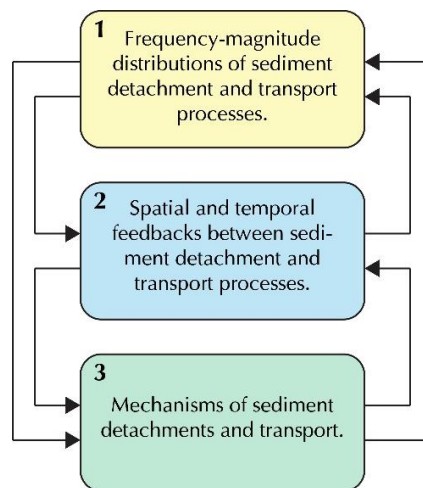 1
Frequency-magnitude
distributions of sediment
detachment and transport
processes.
2
Spatial and temporal
feedbacks between sedi-
ment detachment and
transport processes.
3
Mechanisms of sediment
detachments and transport.